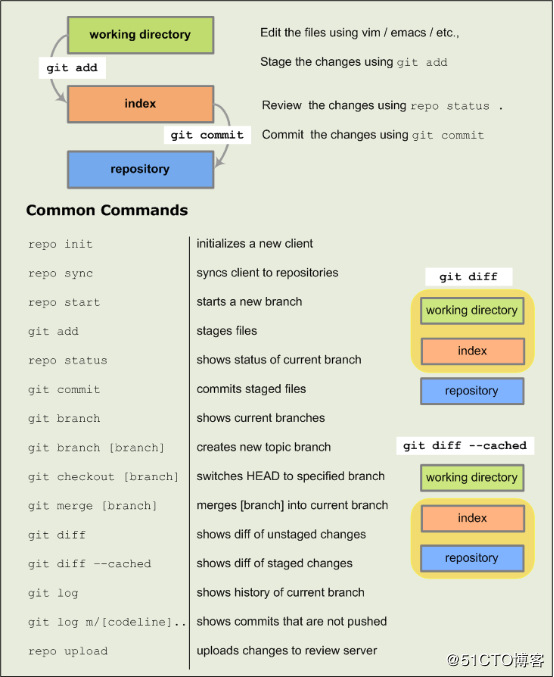 working directory
Edit the files using vim / emacs / etc.,
git add
Stage the changes using git add
index
Review the changes using repo status .
git commit
Commit the changes using git commit
repository
Common Commands
repo init initializes a new client
repo sync syncs client to repositories
repo start starts a new branch
git add stages files
repo status shows status of current branch
git commit commits staged files
git branch shows current branches
git branch [branch] creates new topic branch
git checkout [branch] switches HEAD to specified branch
git merge [branch] merges [branch] into current branch
git diff shows diff of unstaged changes
git diff --cached shows diff of staged changes
git log shows history of current branch
git log m/[codeline].. shows commits that are not pushed
repo upload uploads changes to review server
git diff
working directory
index
repository
git diff --cached
working directory
index
repository
@51CTO博客